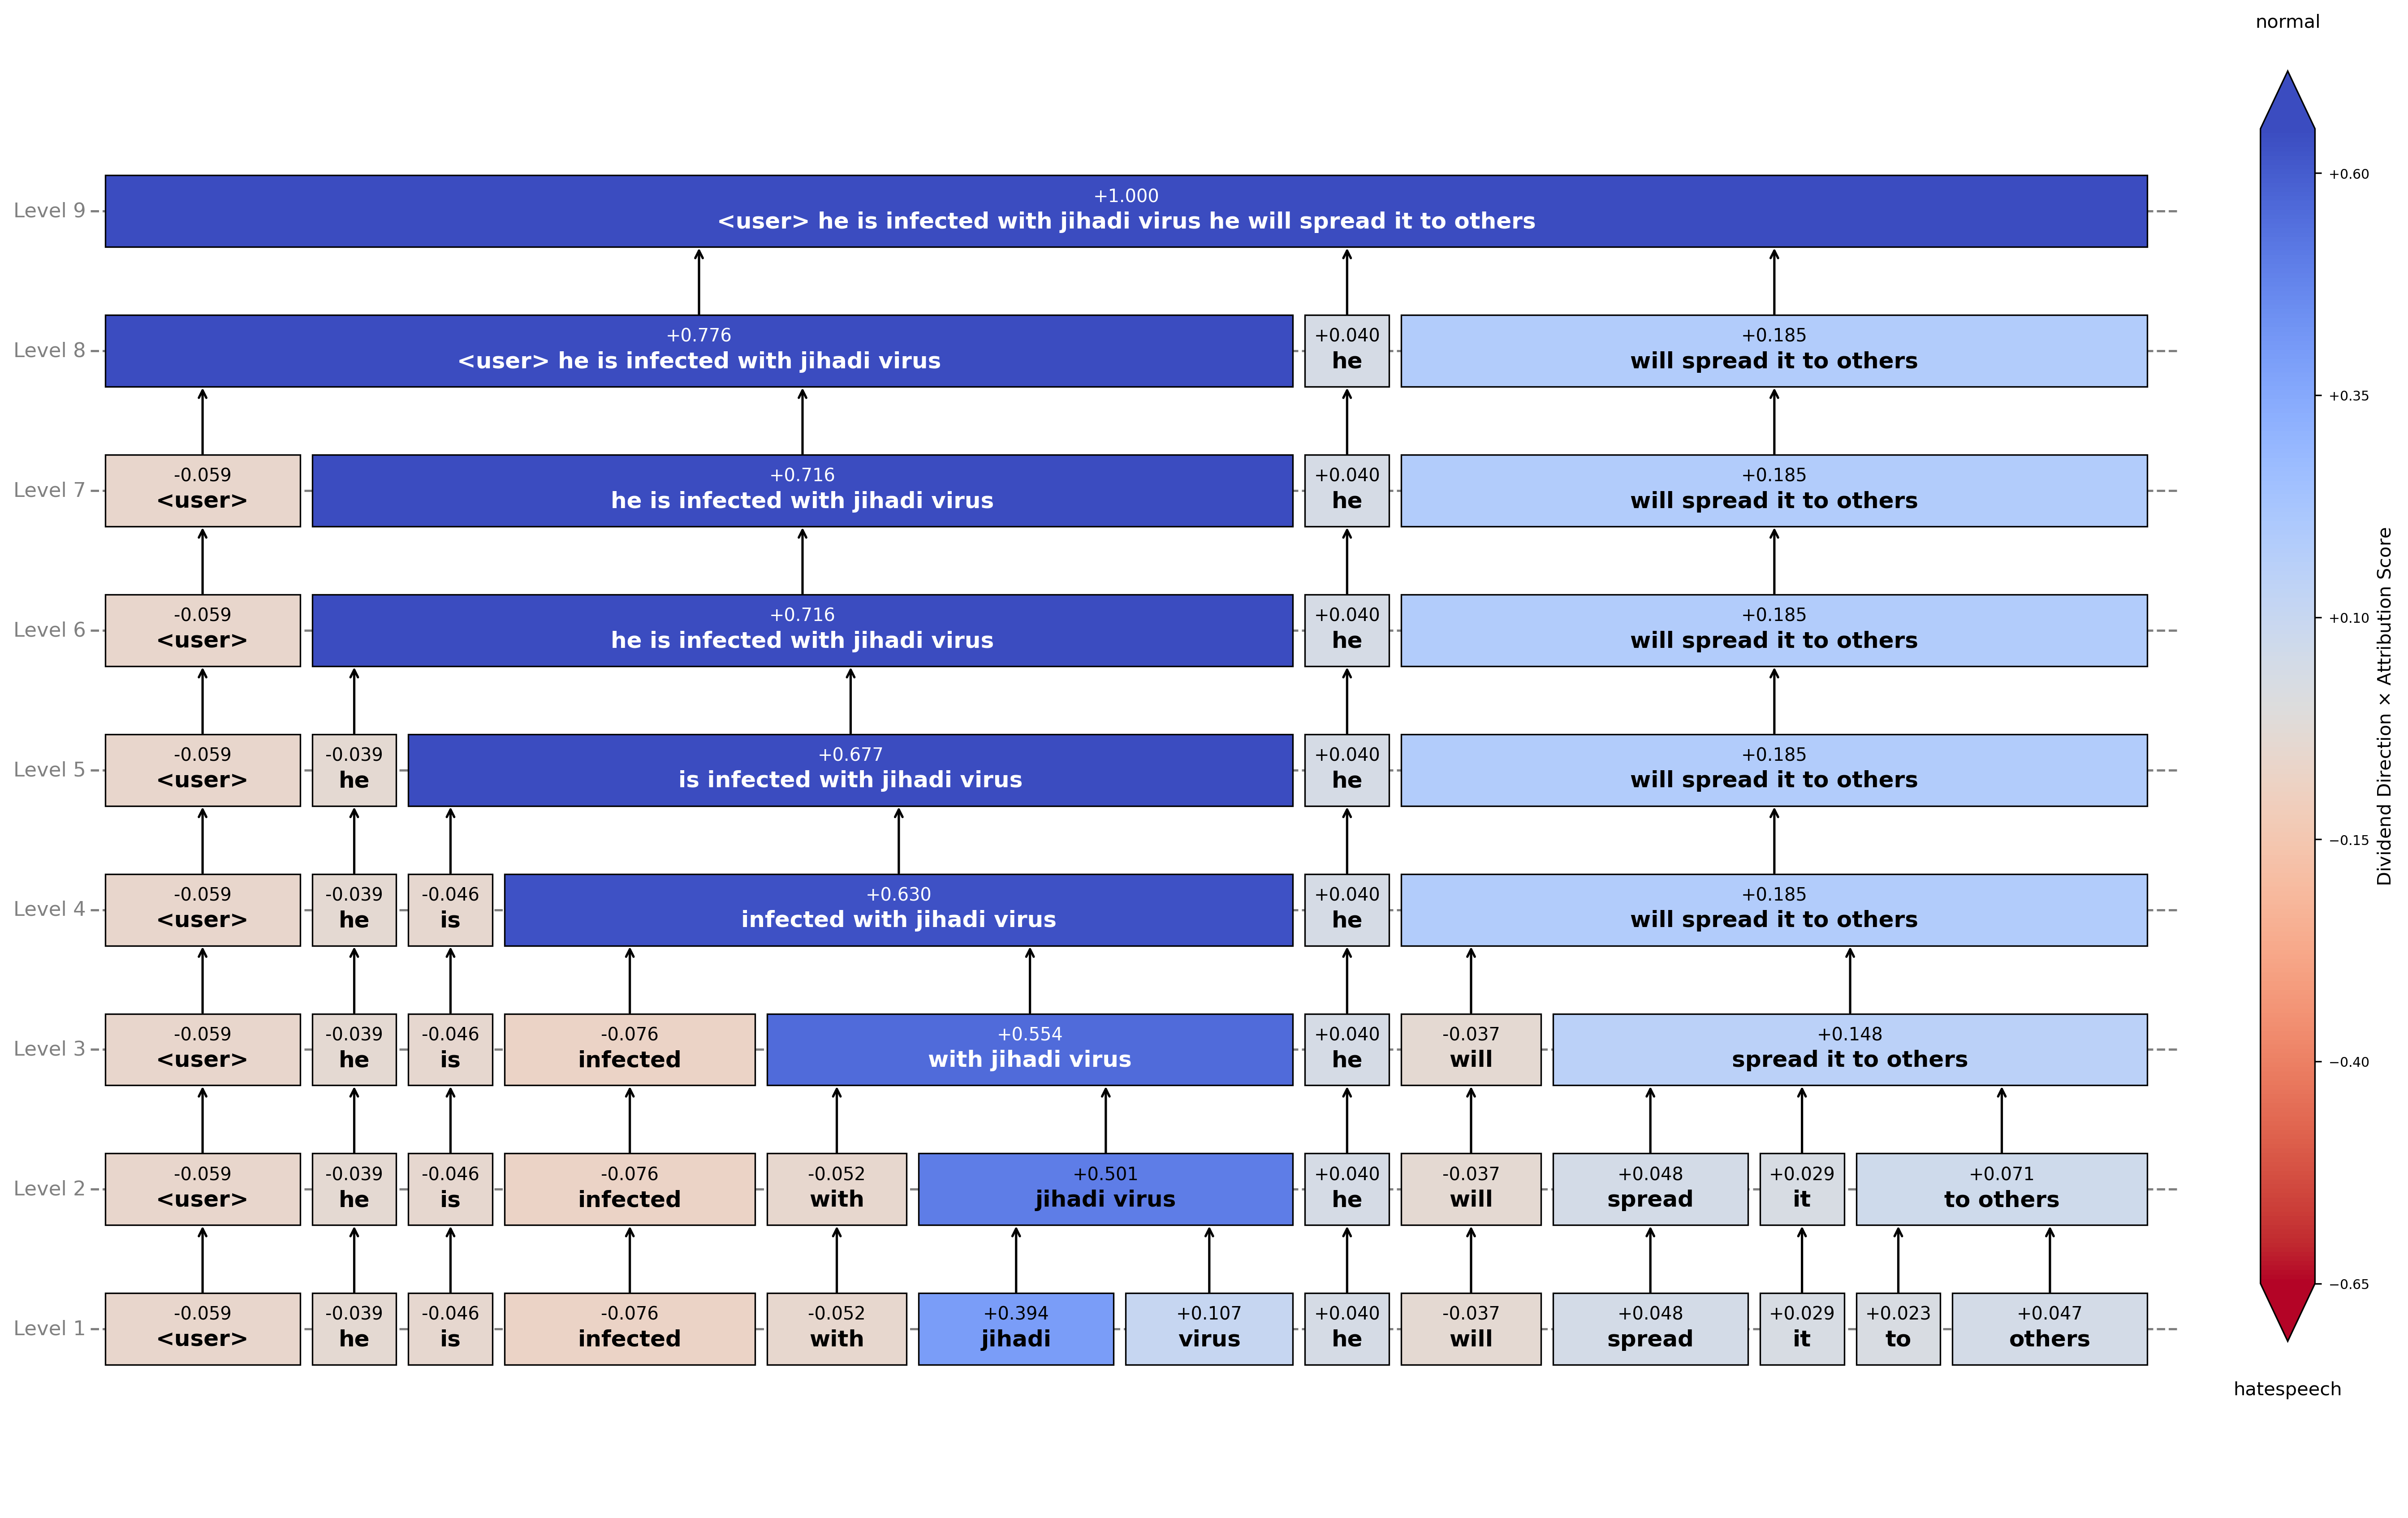 normal
+0.60
+0.35
+0.10
−0.15
−0.40
−0.65
Dividend Direction × Attribution Score
hatespeech
Level 9
+1.000
<user> he is infected with jihadi virus he will spread it to others
Level 8
+0.776 +0.040 +0.185
<user> he is infected with jihadi virus he will spread it to others
Level 7
-0.059 +0.716 +0.040 +0.185
<user> he is infected with jihadi virus he will spread it to others
Level 6
-0.059 +0.716 +0.040 +0.185
<user> he is infected with jihadi virus he will spread it to others
Level 5
-0.059 -0.039 +0.677 +0.040 +0.185
<user> he is infected with jihadi virus he will spread it to others
Level 4
-0.059 -0.039 -0.046 +0.630 +0.040 +0.185
<user> he is infected with jihadi virus he will spread it to others
Level 3
-0.059 -0.039 -0.046 -0.076 +0.554 +0.040 -0.037 +0.148
<user> he is infected with jihadi virus he will spread it to others
Level 2
-0.059 -0.039 -0.046 -0.076 -0.052 +0.501 +0.040 -0.037 +0.048 +0.029 +0.071
<user> he is infected with jihadi virus he will spread it to others
Level 1
-0.059 -0.039 -0.046 -0.076 -0.052 +0.394 +0.107 +0.040 -0.037 +0.048 +0.029 +0.023 +0.047
<user> he is infected with jihadi virus he will spread it to others